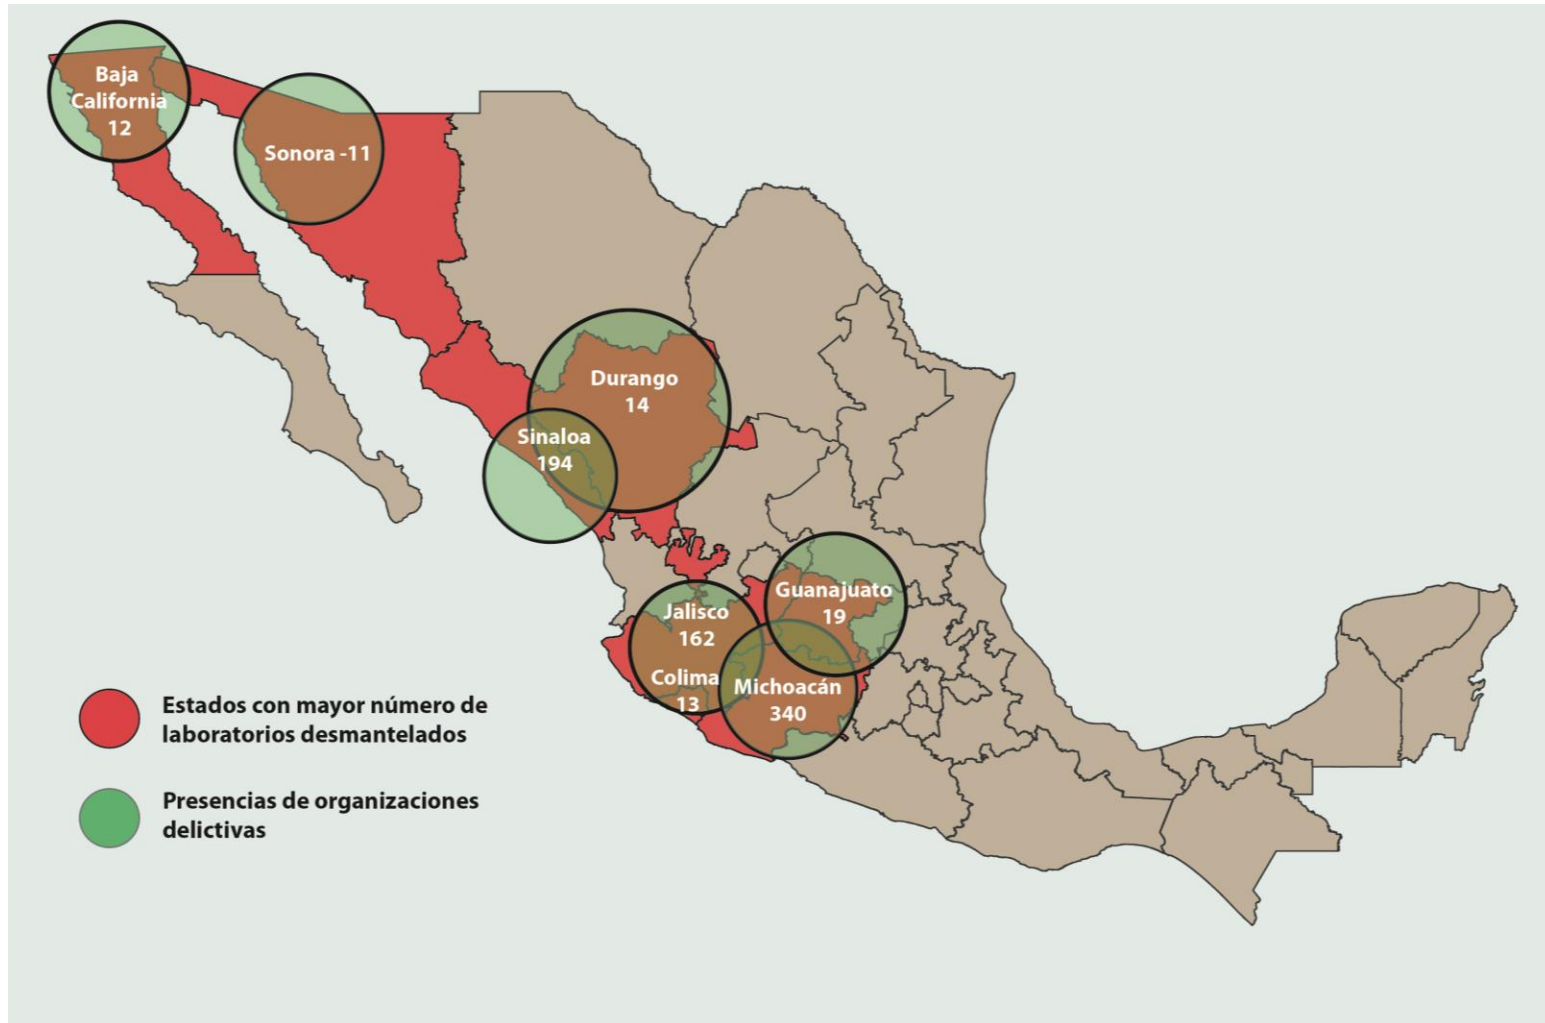 Baja
California
12
Sonora -11
Durango
14
Sinaloa
194
Guanajuato
19
Jalisco
162
Colima
13
Michoacán
340
Estados con mayor número de
laboratorios desmantelados
Presencias de organizaciones
delictivas